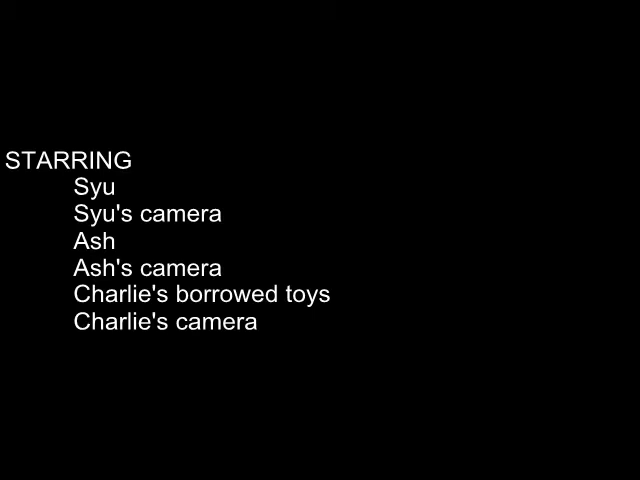 STARRING
Syu
Syu's camera
Ash
Ash's camera
Charlie's borrowed toys
Charlie's camera